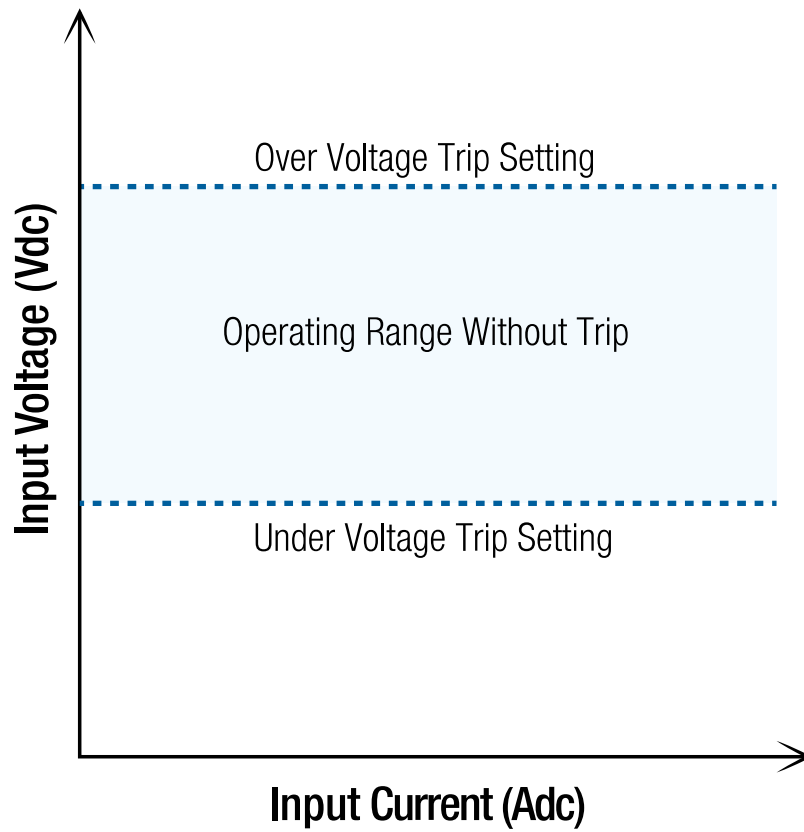 Over Voltage Trip Setting
Input Voltage (Vdc)
Operating Range Without Trip
Under Voltage Trip Setting
Input Current (Adc)